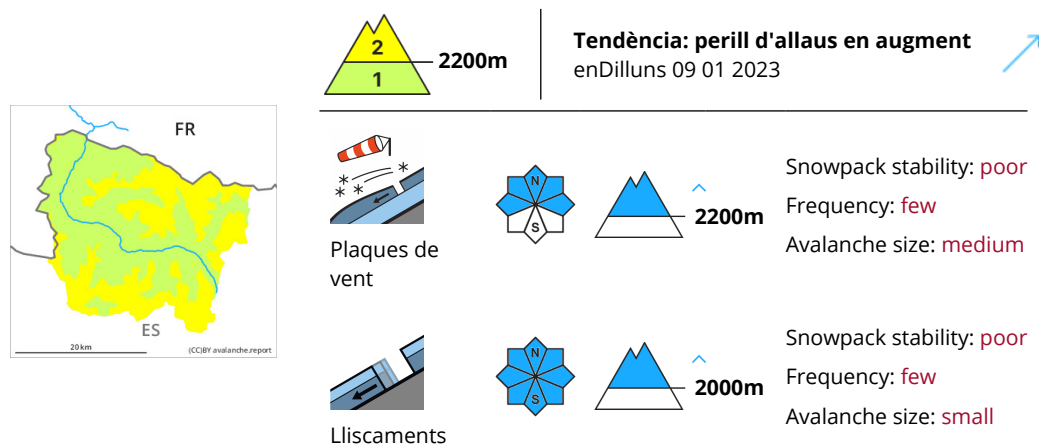 2
1
2200m
Tendència: perill d'allaus en augment
enDilluns 09 01 2023
FR
ES
20 km
(CC)BY avalanche.report
Plaques de
vent
N
S
2200m
Snowpack stability: poor
Frequency: few
Avalanche size: medium
Lliscaments
N
S
2000m
Snowpack stability: poor
Frequency: few
Avalanche size: small